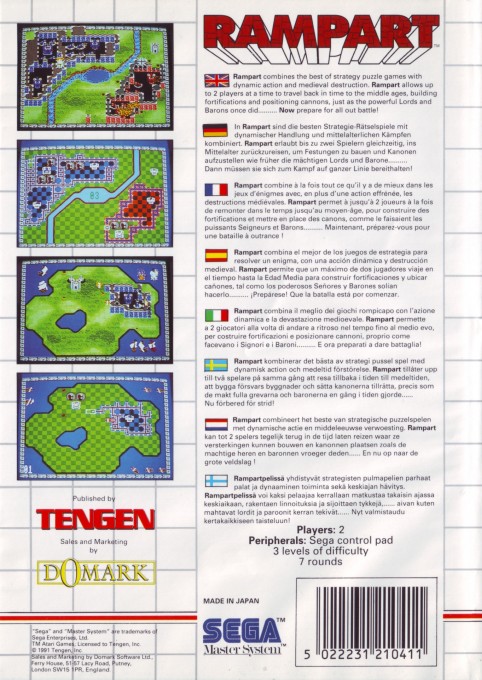 RAMPART™
Rampart combines the best of strategy puzzle games with
dynamic action and medieval destruction. Rampart allows up
to 2 players at a time to travel back in time to the middle ages, building
fortifications and positioning cannons, just as the powerful Lords and
Barons once did......... Now prepare for all out battle!
In Rampart sind die besten Strategie-Rätselspiele mit
dynamischer Handlung und mittelalterlichen Kämpfen
kombiniert. Rampart erlaubt bis zu zwei Spielern gleichzeitig, ins
Mittelalter zurückzureisen, um Festungen zu bauen und Kanonen
aufzustellen wie früher die mächtigen Lords und Barone.........
Dann müssen sie sich zum Kampf auf ganzer Linie bereithalten!
Rampart combine à la fois tout ce qu'il y a de mieux dans les
jeux d'énigmes avec, en plus d'une action effrénée, les
destructions médiévales. Rampart permet à jusqu'à 2 joueurs à la fois
de remonter dans le temps jusqu'au moyen-âge, pour construire des
fortifications et mettre en place des canons, comme le faisaient les
puissants Seigneurs et Barons......... Maintenant, préparez-vous pour
une bataille à outrance !
Rampart combina el mejor de los juegos de estrategia para
resolver un enigma, con una acción dinámica y destrucción
medieval. Rampart permite que un máximo de dos jugadores viaje en
el tiempo hasta la Edad Media para construir fortificaciones y ubicar
cañones, tal como los poderosos Señores y Barones solían
hacerlo......... ¡Prepárese! Que la batalla está por comenzar.
Rampart combina il meglio dei giochi rompicapo con l'azione
dinamica e la devastazione medioevale. Rampart permette
a 2 giocatori alla volta di andare a ritroso nel tempo fino al medio evo,
per costruire fortificazioni e posizionare cannoni, proprio come
facevano i Signori e i Baroni......... E ora preparati a dare battaglia!
Rampart kombinerar det bästa av strategi pussel spel med
dynamisk action och medeltid förstörelse. Rampart tillåter upp
till två spelare på samma gång att resa tillbaka i tiden till medeltiden,
att bygga försvars byggnader och sätta kanonerna tillrätta, precis som
de makt fulla grevarna och baronerna en gång i tiden gjorde.....
Nu förbered för strid!
Rampart combineert het beste van strategische puzzelspelen
met dynamische actie en middeleeuwse verwoesting. Rampart
kan tot 2 spelers tegelijk terug in de tijd laten reizen waar ze
versterkingen kunnen bouwen en kanonnen plaatsen zoals de
machtige heren en baronnen vroeger deden...... En nu op naar de
grote veldslag !
Rampartpelissä yhdistyvät strategisten pulmapelien parhaat
palat ja dynaaminen toiminta sekä keskiajan hävitys.
Rampartpelissä voi kaksi pelaajaa kerrallaan matkustaa takaisin ajassa
keskiaikaan, rakentaa linnoituksia ja sijoittaen tykkejä,...... aivan kuten
mahtavat lordit ja paroonit kerran tekivät...... Nyt valmistaudu
kertakaikkiseen taisteluun!
Players: 2
Peripherals: Sega control pad
3 levels of difficulty
7 rounds
03
01
Published by
TENGEN
Sales and Marketing
by
DOMARK
MADE IN JAPAN
SEGA™
Master System™
5 022231 210411
"Sega" and "Master System" are trademarks of
Sega Enterprises, Ltd.
TM Atari Games, Licensed to Tengen, Inc.
© 1991 Tengen, Inc.
Sales and Marketing by Domark Software Ltd.,
Ferry House, 51/57 Lacy Road, Putney,
London SW15 1PR, England